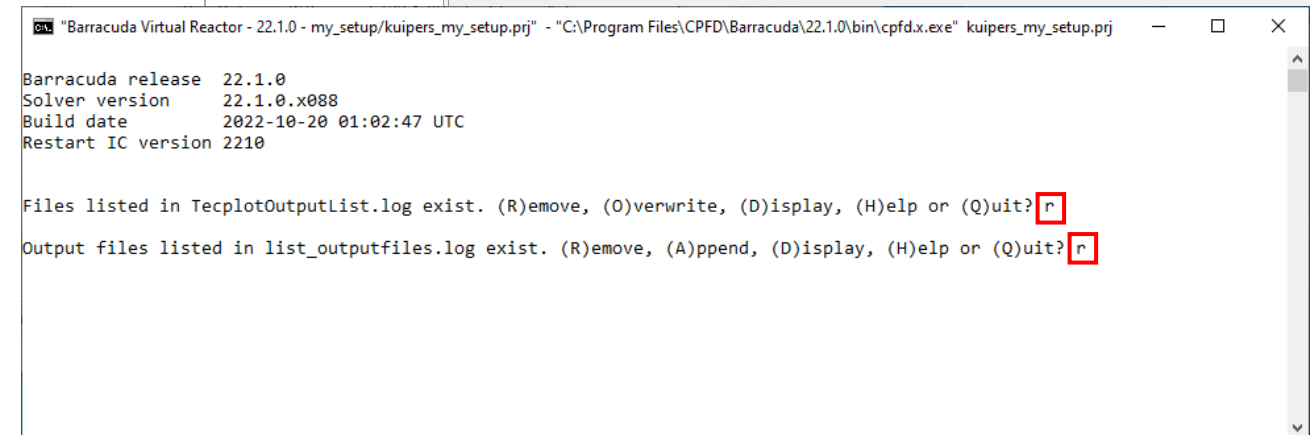 "Barracuda Virtual Reactor - 22.1.0 - my_setup/kuipers_my_setup.prj" - "C:\Program Files\CPFD\Barracuda\22.1.0\bin\cpfd.x.exe" kuipers_my_setup.prj
Barracuda release 22.1.0
Solver version 22.1.0.x088
Build date 2022-10-20 01:02:47 UTC
Restart IC version 2210
Files listed in TecplotOutputList.log exist. (R)emove, (O)verwrite, (D)isplay, (H)elp or (Q)uit? r
Output files listed in list_outputfiles.log exist. (R)emove, (A)ppend, (D)isplay, (H)elp or (Q)uit? r